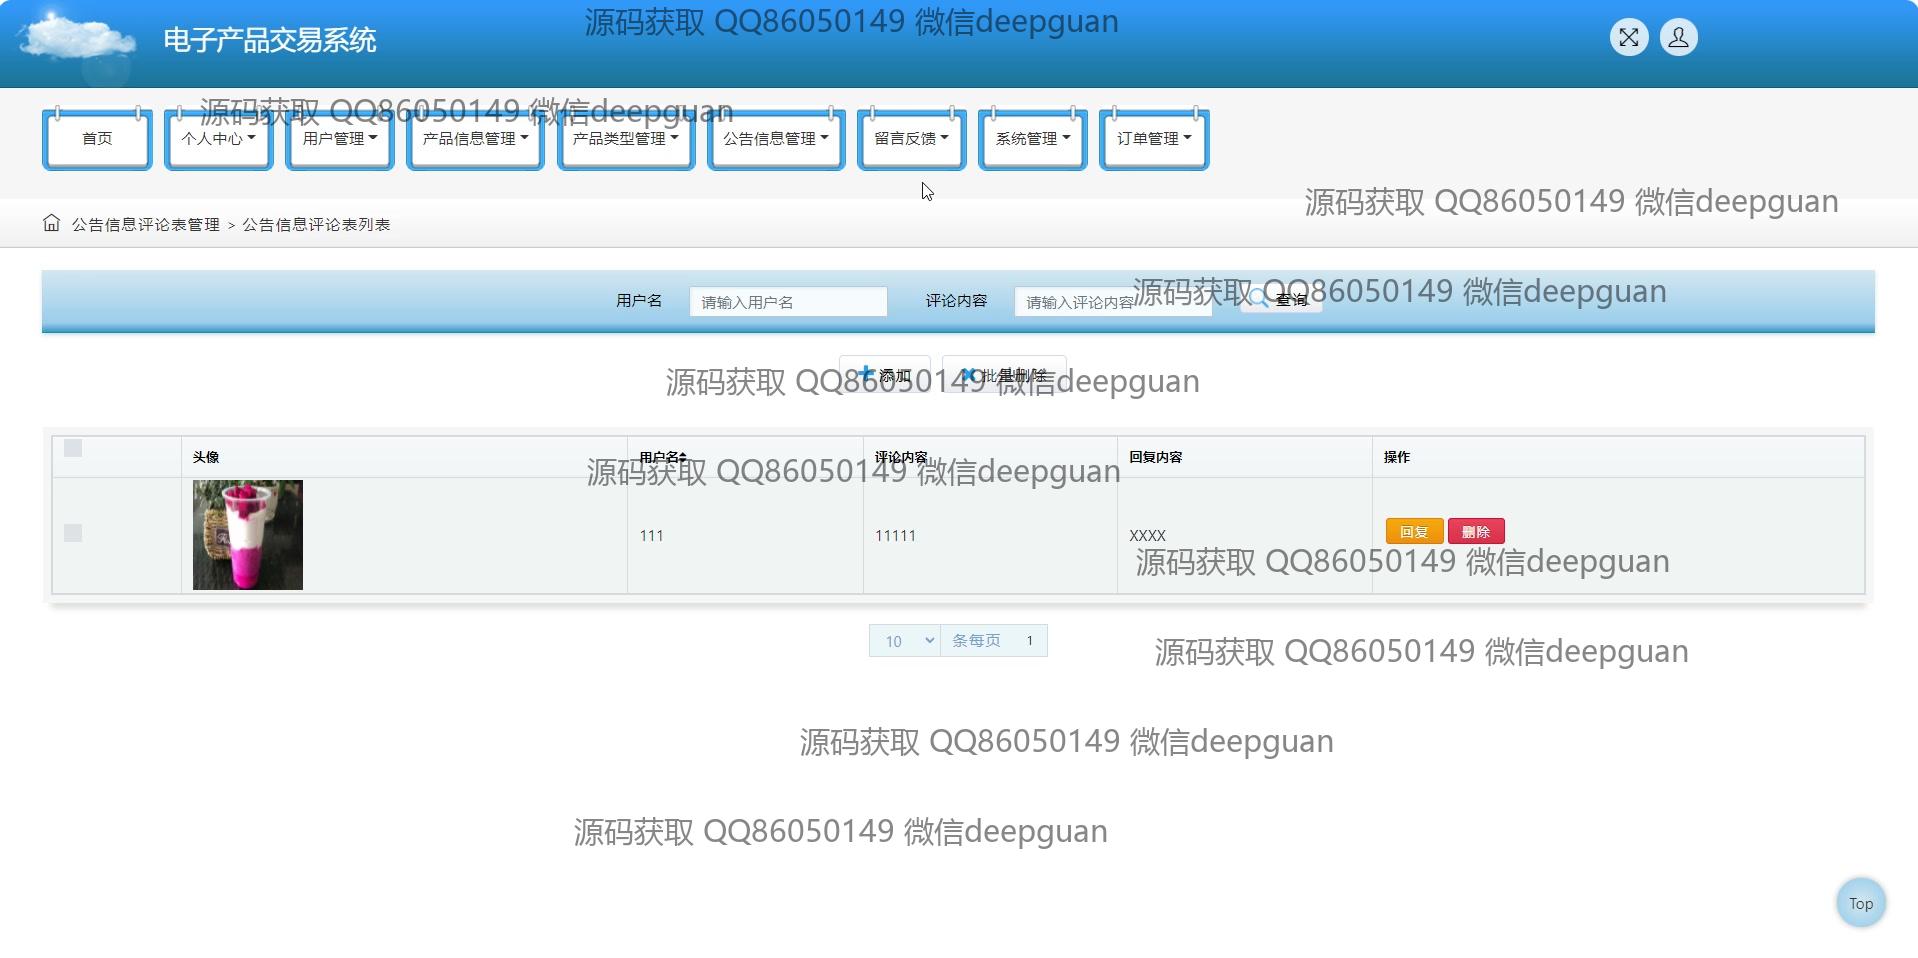 源码获取 QQ86050149 微信deepguan
电子产品交易系统
源码获取 QQ86050149 微信deepguan
首页 个人中心 用户管理 产品信息管理 产品类型管理 公告信息管理 留言反馈 系统管理 订单管理
源码获取 QQ86050149 微信deepguan
公告信息评论表管理 > 公告信息评论表列表
源码获取 QQ86050149 微信deepguan
用户名 请输入用户名 评论内容 请输入评论内容 查询
添加 批量删除
源码获取 QQ86050149 微信deepguan
头像 用户名 评论内容 回复内容 操作
源码获取 QQ86050149 微信deepguan
111 11111 XXXX 回复 删除
源码获取 QQ86050149 微信deepguan
10 条每页 1
源码获取 QQ86050149 微信deepguan
源码获取 QQ86050149 微信deepguan
源码获取 QQ86050149 微信deepguan
Top